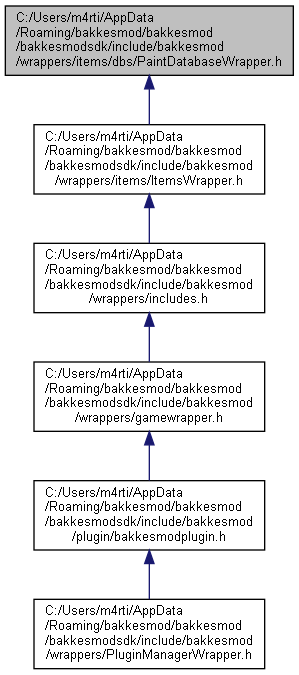 C:/Users/m4rti/AppData
/Roaming/bakkesmod/bakkesmod
/bakkesmodsdk/include/bakkesmod
/wrappers/items/dbs/PaintDatabaseWrapper.h
C:/Users/m4rti/AppData
/Roaming/bakkesmod/bakkesmod
/bakkesmodsdk/include/bakkesmod
/wrappers/items/ItemsWrapper.h
C:/Users/m4rti/AppData
/Roaming/bakkesmod/bakkesmod
/bakkesmodsdk/include/bakkesmod
/wrappers/includes.h
C:/Users/m4rti/AppData
/Roaming/bakkesmod/bakkesmod
/bakkesmodsdk/include/bakkesmod
/wrappers/gamewrapper.h
C:/Users/m4rti/AppData
/Roaming/bakkesmod/bakkesmod
/bakkesmodsdk/include/bakkesmod
/plugin/bakkesmodplugin.h
C:/Users/m4rti/AppData
/Roaming/bakkesmod/bakkesmod
/bakkesmodsdk/include/bakkesmod
/wrappers/PluginManagerWrapper.h